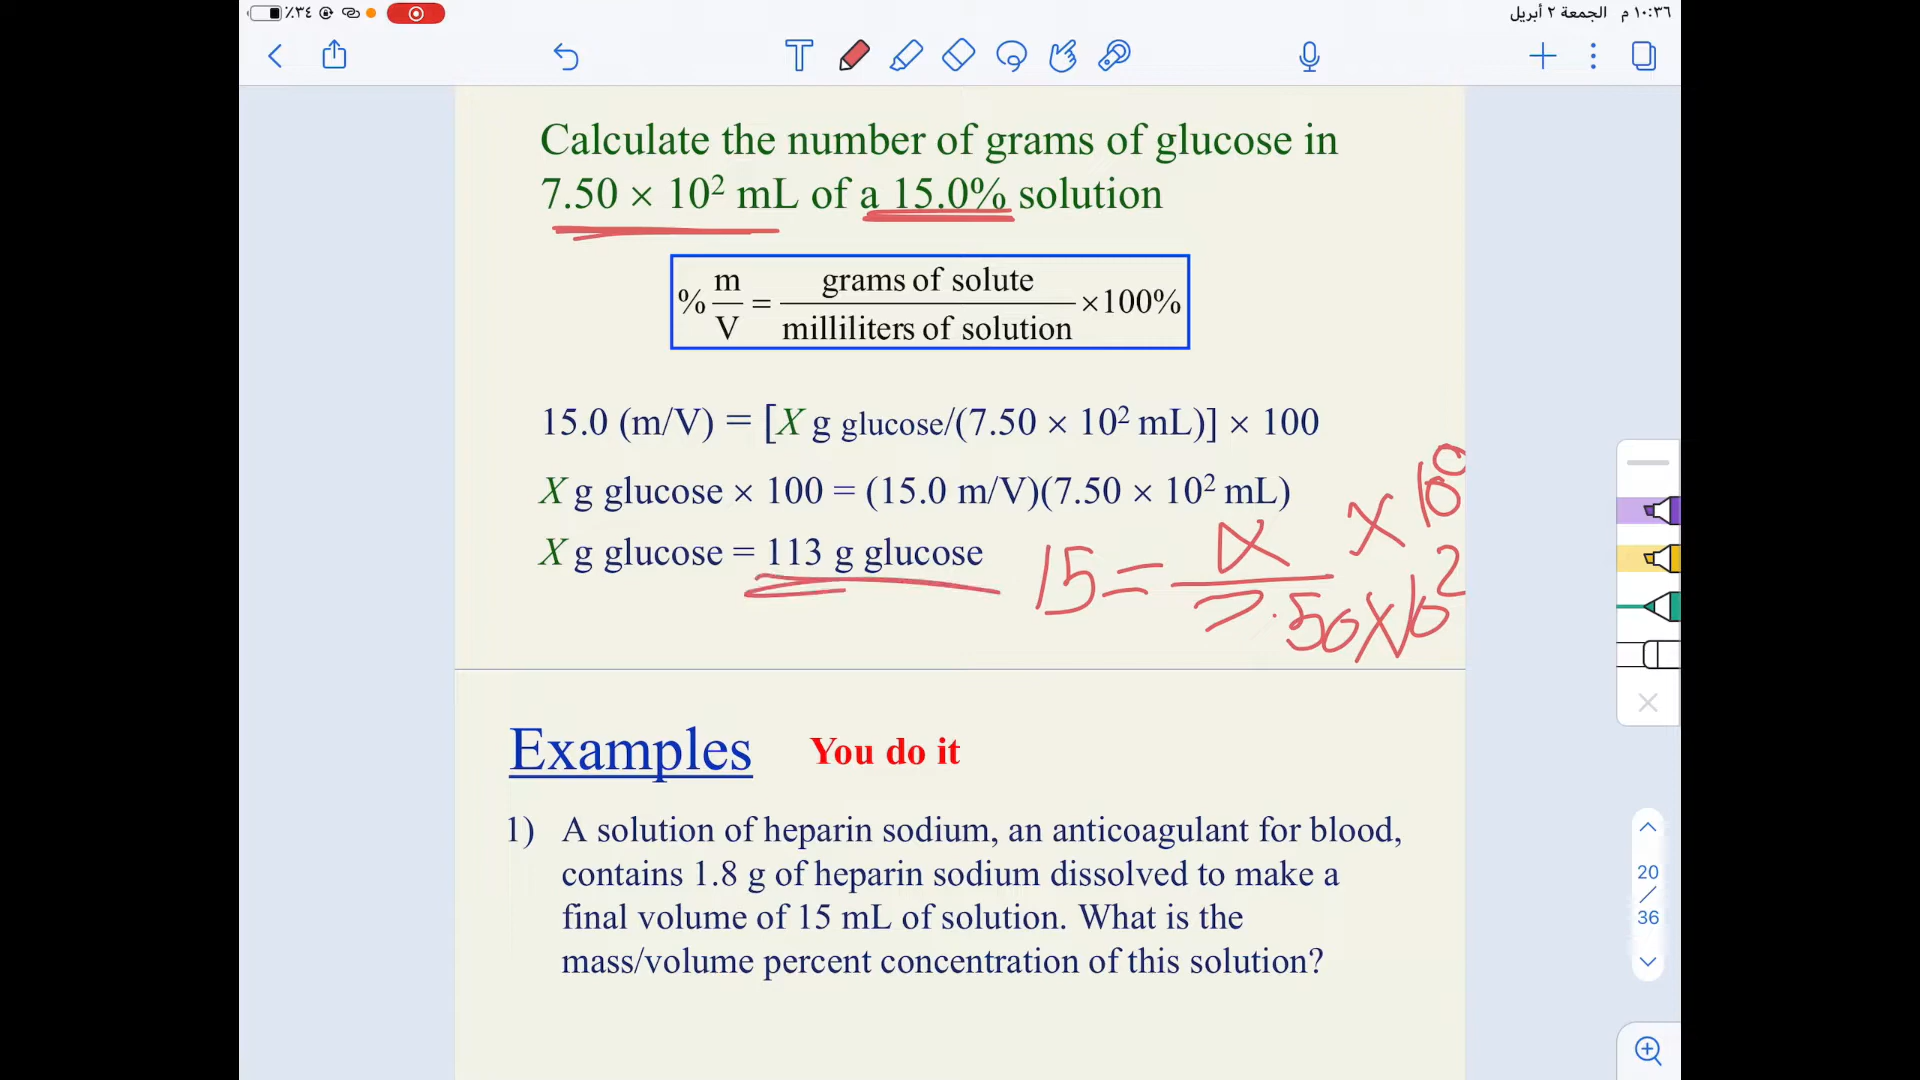 ٪٣٤
١٠:٣٦ م الجمعة ٢ أبريل
T
Calculate the number of grams of glucose in
7.50 × 10² mL of a 15.0% solution
% m/V = grams of solute / milliliters of solution ×100%
15.0 (m/V) = [X g glucose/(7.50 × 10² mL)] × 100
X g glucose × 100 = (15.0 m/V)(7.50 × 10² mL)
X g glucose = 113 g glucose
15 = x / 7.50 x 10² x 100
Examples You do it
1) A solution of heparin sodium, an anticoagulant for blood,
contains 1.8 g of heparin sodium dissolved to make a
final volume of 15 mL of solution. What is the
mass/volume percent concentration of this solution?
20
/
36